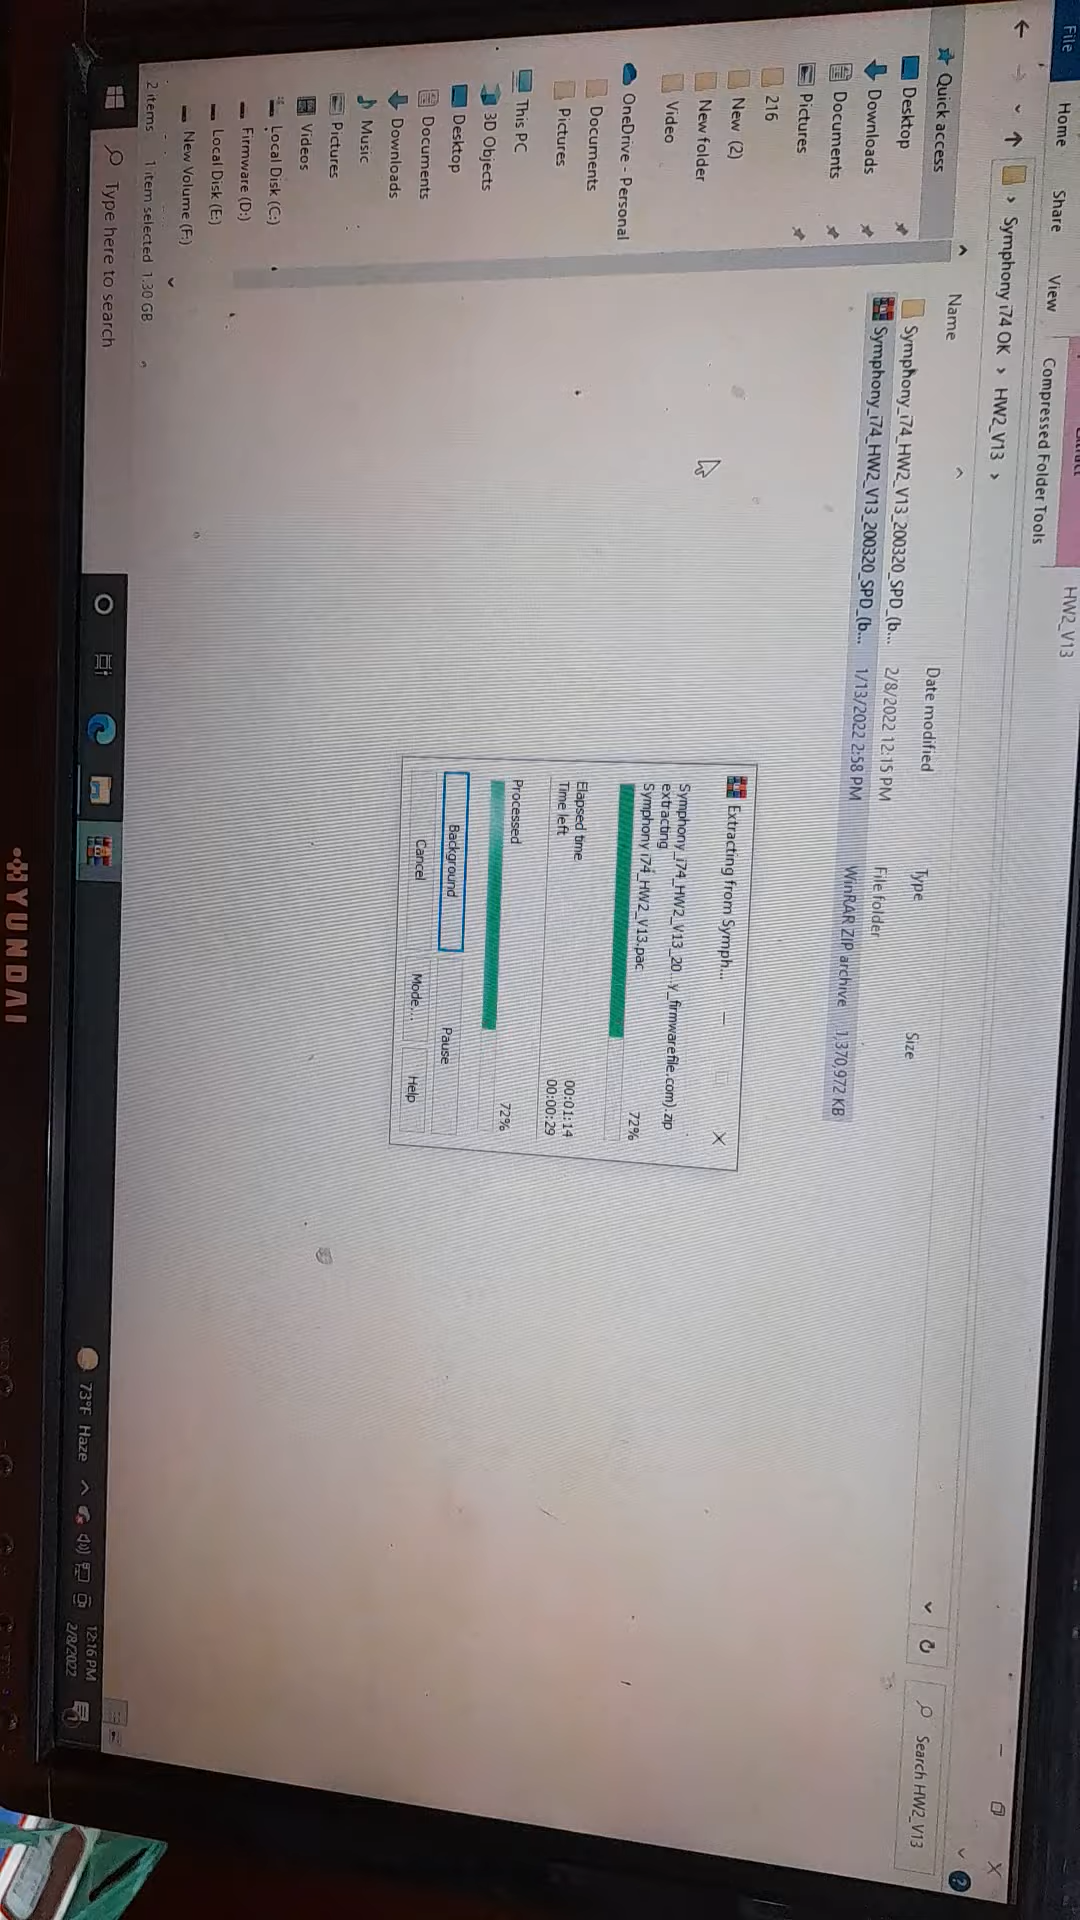 File
Home
Share
View
Compressed Folder Tools
HW2_V13
› Symphony i74 OK › HW2_V13 ›
Search HW2_V13
Quick access
Desktop
Downloads
Documents
Pictures
216
New (2)
New folder
Video
OneDrive - Personal
Documents
Pictures
This PC
3D Objects
Desktop
Documents
Downloads
Music
Pictures
Videos
Local Disk (C:)
Firmware (D:)
Local Disk (E:)
New Volume (F:)
Name Date modified Type Size
Symphony_i74_HW2_V13_200320_SPD_(b... 2/8/2022 12:15 PM File folder
Symphony_i74_HW2_V13_200320_SPD_(b... 1/13/2022 2:58 PM WinRAR ZIP archive 1,370,972 KB
Extracting from Symph...
Symphony_i74_HW2_V13_20...y_firmwarefile.com).zip
extracting
Symphony i74_HW2_V13.pac 72%
Elapsed time 00:01:14
Time left 00:00:29
Processed 72%
Background Pause
Cancel Mode... Help
2 items 1 item selected 1.30 GB
Type here to search
73°F Haze
12:16 PM
2/8/2022
1
HYUNDAI